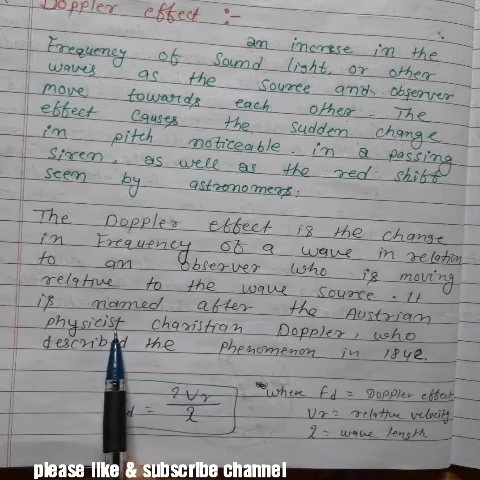 Doppler effect :-
an increse in the
Frequency of sound light, or other
waves as the source and observer
move towards each other. The
effect causes the sudden change
in pitch noticeable in a passing
siren, as well as the red shift
seen by astronomers.
The Doppler effect is the change
in Frequency of a wave in relation
to an observer who is moving
relative to the wave source. It
is named after the Austrian
physicist charistian Doppler, who
described the phenomenon in 1842.
d = 2Vr / λ
where Fd = Doppler effect
Vr = relative velocity
λ = wave length.
please like & subscribe channel